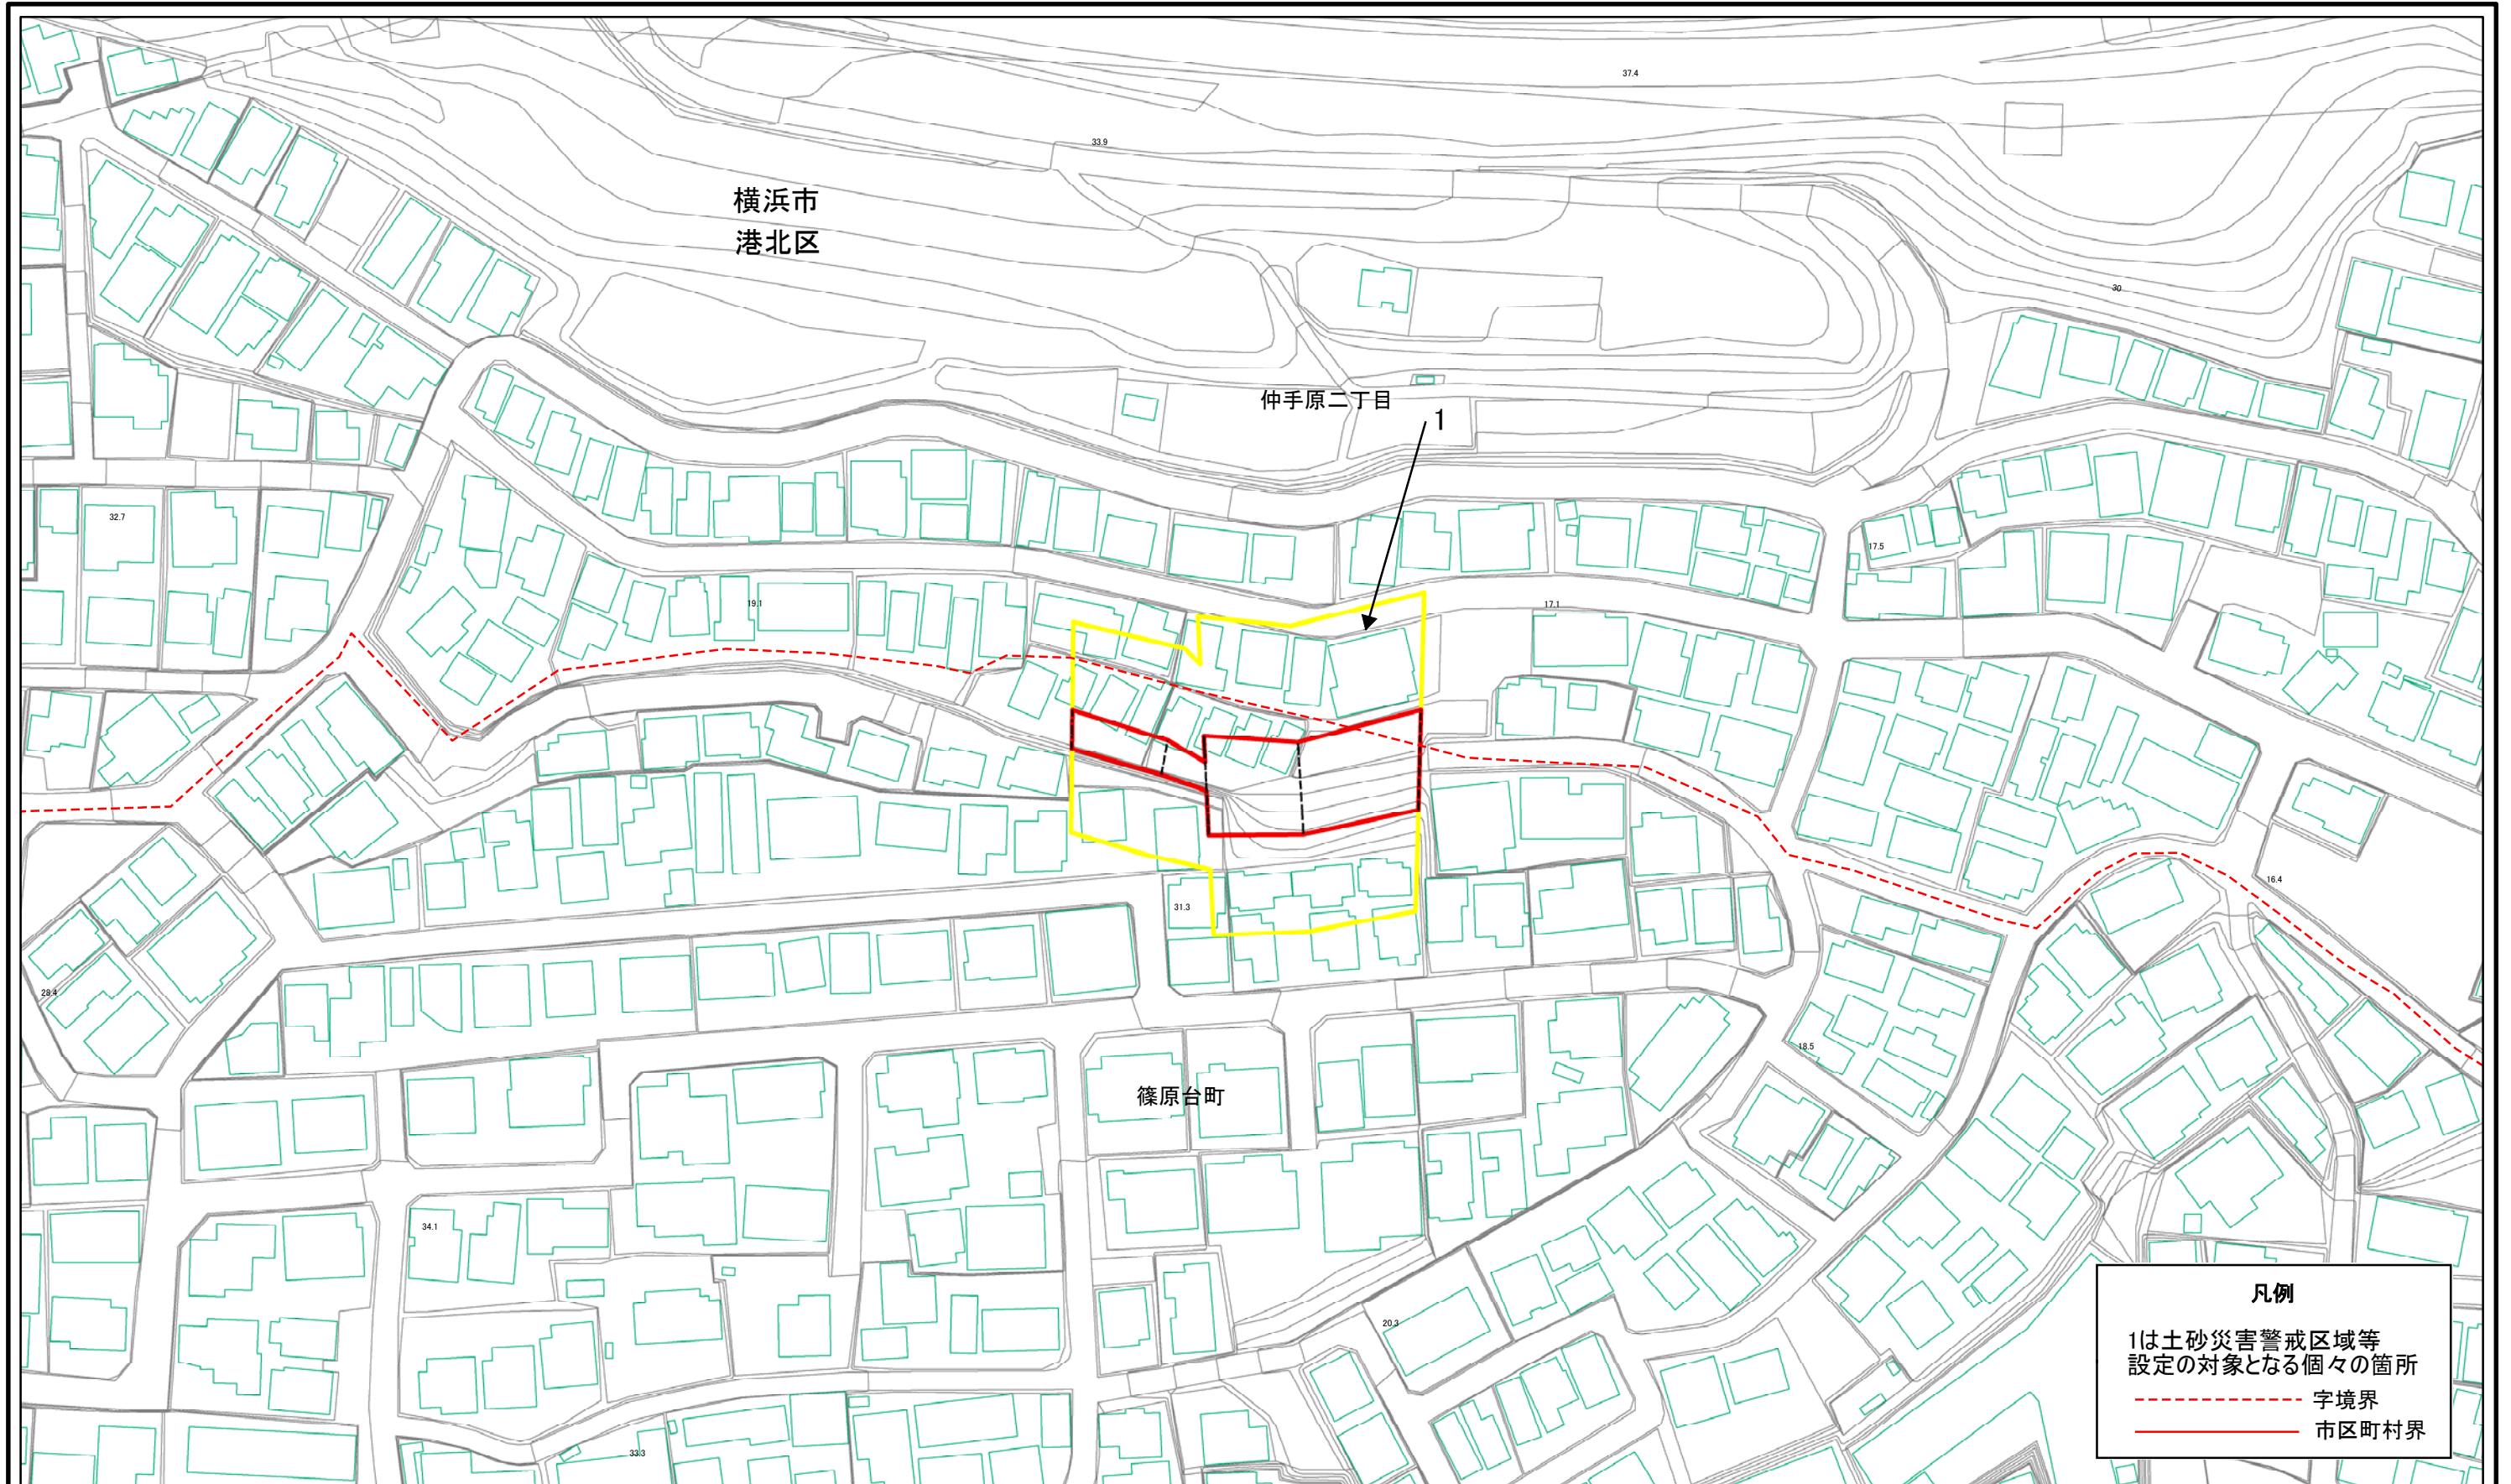 37.4
33.9
横浜市
港北区
30
仲手原二丁目
1
32.7
17.5
19.1
17.1
16.4
31.3
28.4
18.5
篠原台町
34.1
20.3
33.3
凡例
1は土砂災害警戒区域等
設定の対象となる個々の箇所
字境界
市区町村界